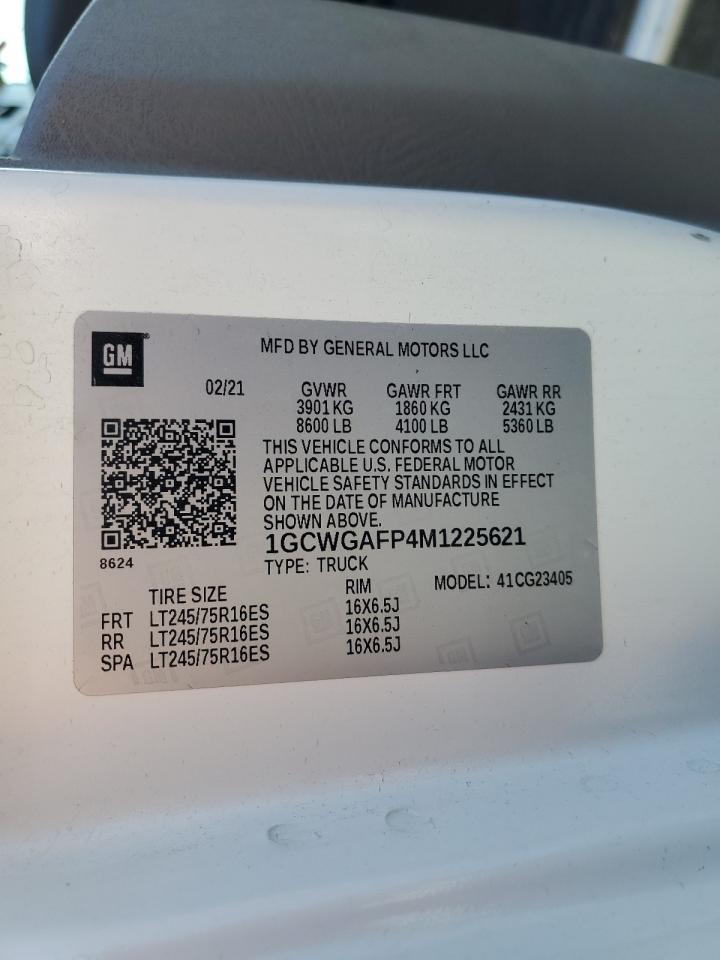 GM
MFD BY GENERAL MOTORS LLC
02/21
GVWR GAWR FRT GAWR RR
3901 KG 1860 KG 2431 KG
8600 LB 4100 LB 5360 LB
THIS VEHICLE CONFORMS TO ALL
APPLICABLE U.S. FEDERAL MOTOR
VEHICLE SAFETY STANDARDS IN EFFECT
ON THE DATE OF MANUFACTURE
SHOWN ABOVE.
1GCWGAFP4M1225621
8624
TYPE: TRUCK
MODEL: 41CG23405
TIRE SIZE RIM
FRT LT245/75R16ES 16X6.5J
RR LT245/75R16ES 16X6.5J
SPA LT245/75R16ES 16X6.5J